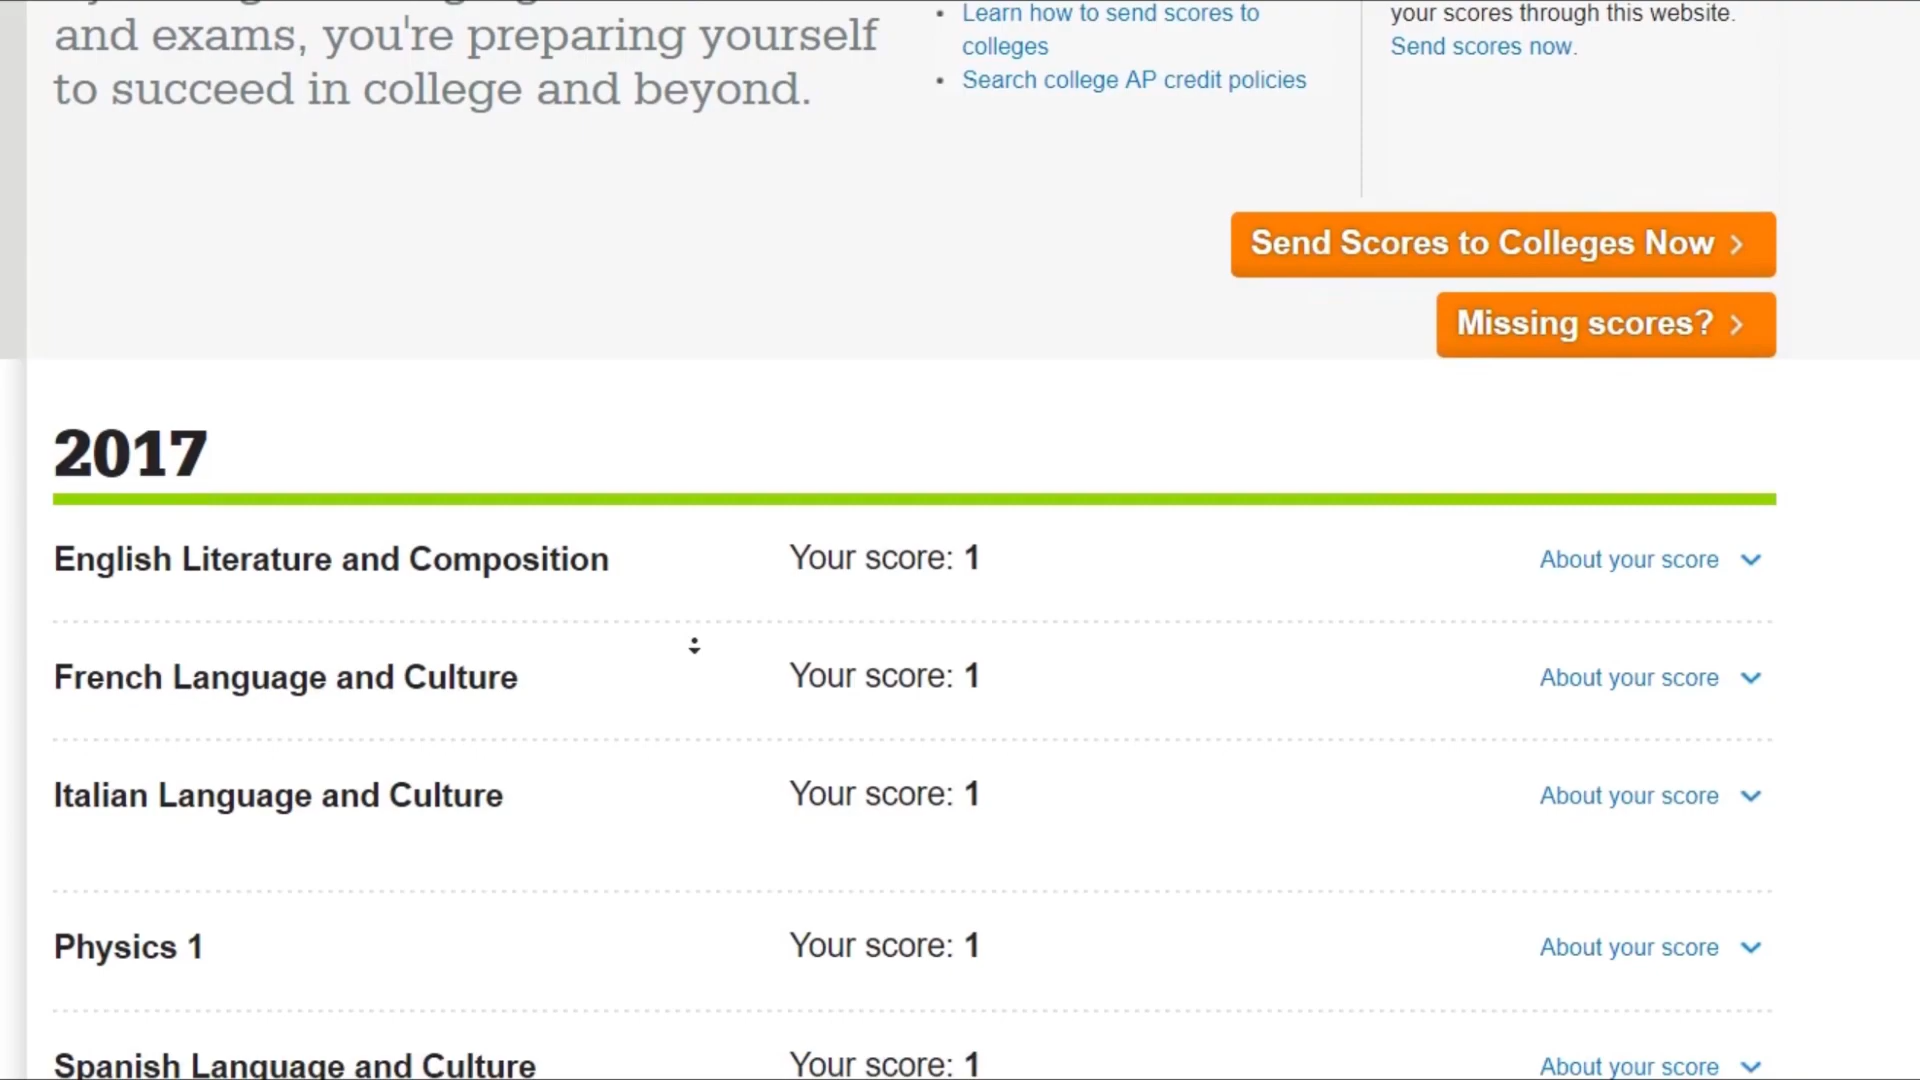 and exams, you're preparing yourself
to succeed in college and beyond.
• Learn how to send scores to
colleges
• Search college AP credit policies
your scores through this website.
Send scores now.
Send Scores to Colleges Now
Missing scores?
2017
English Literature and Composition Your score: 1 About your score
French Language and Culture Your score: 1 About your score
Italian Language and Culture Your score: 1 About your score
Physics 1 Your score: 1 About your score
Spanish Language and Culture Your score: 1 About your score